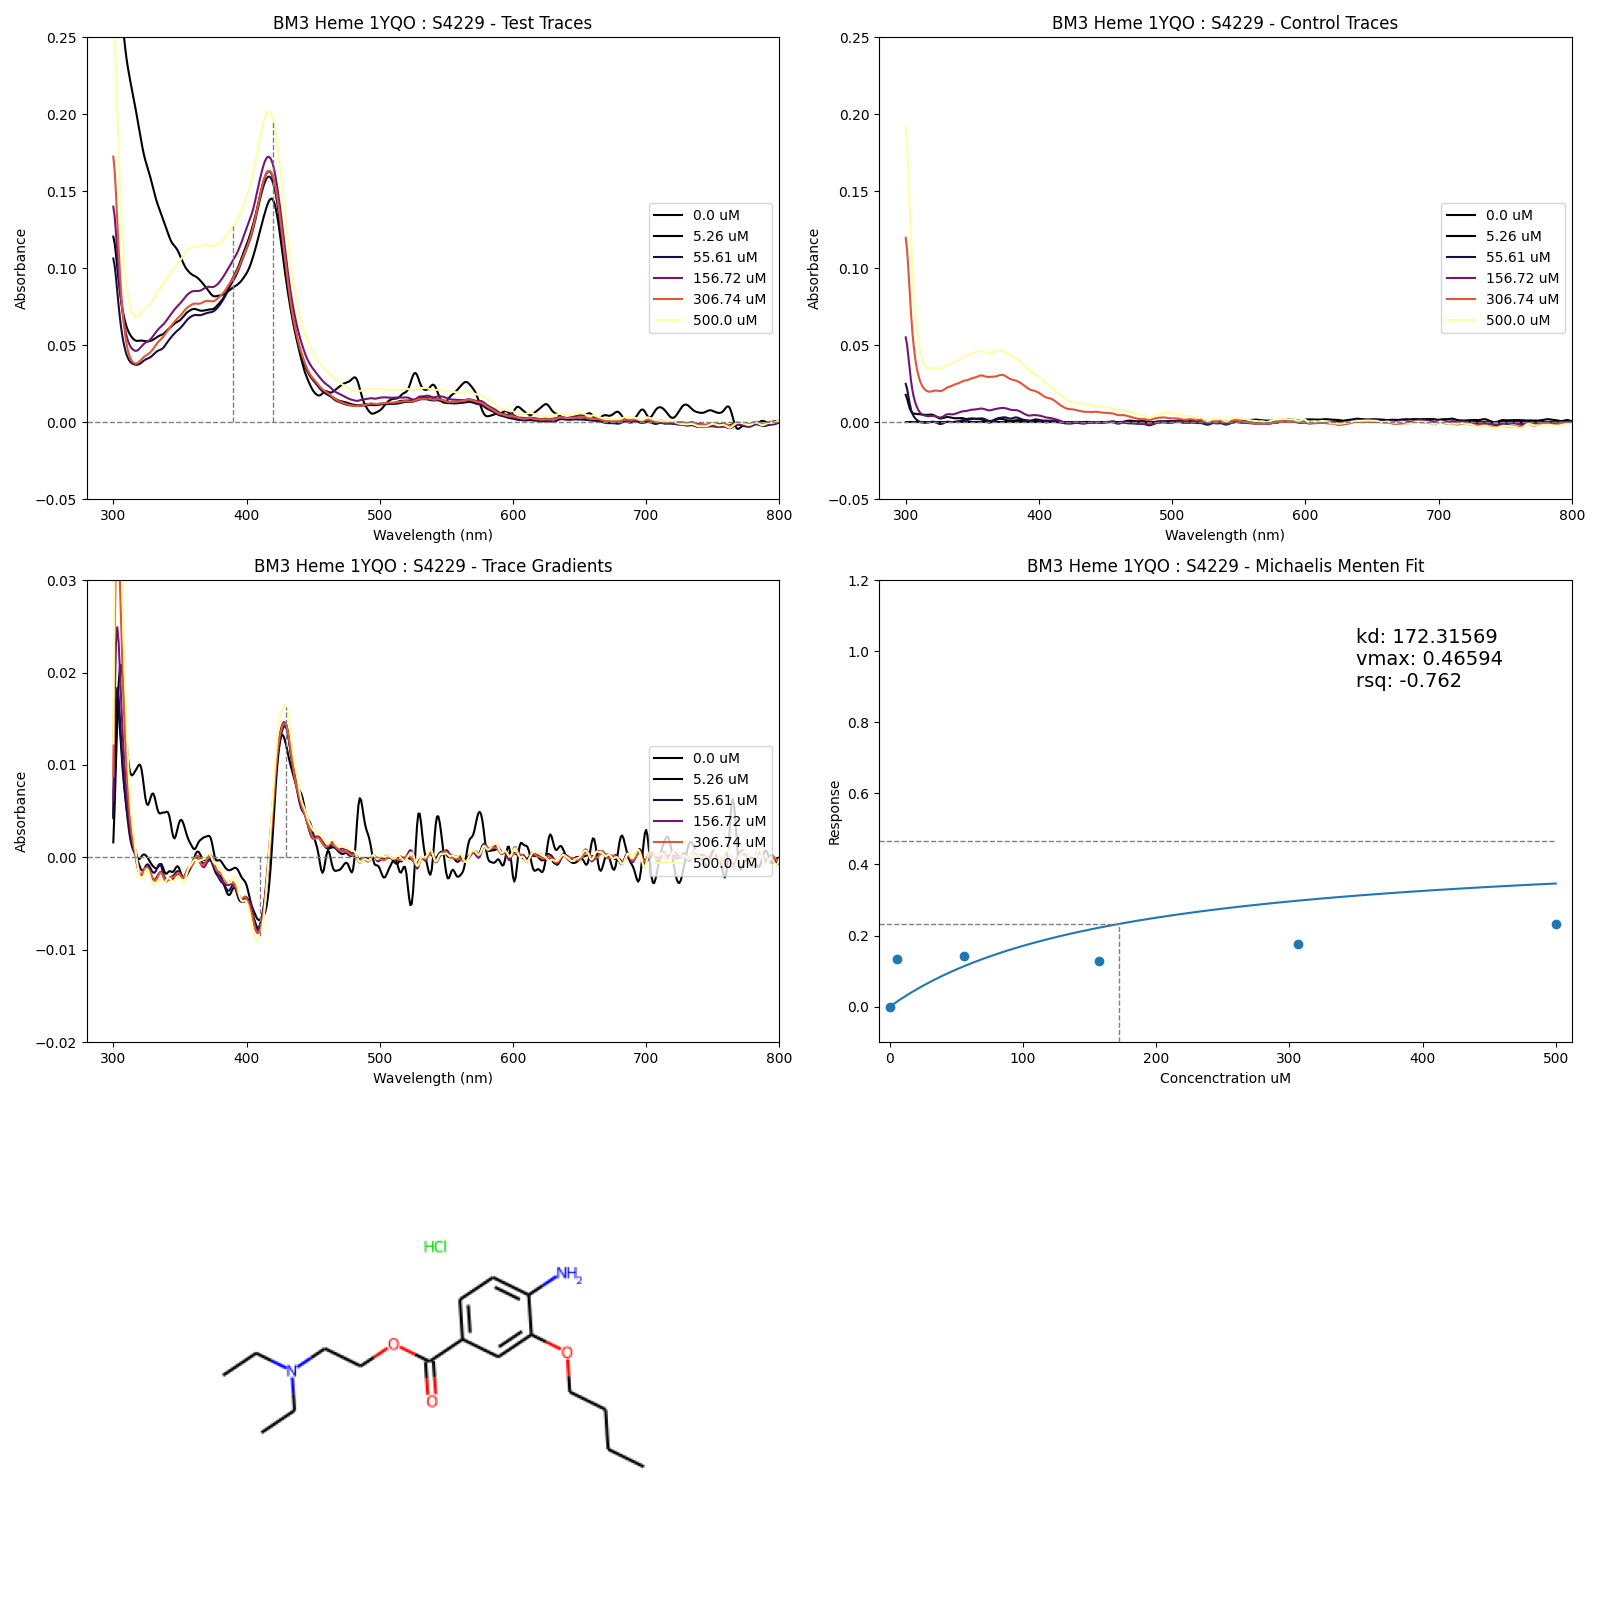 BM3 Heme 1YQO : S4229 - Test Traces
0.25
0.20
0.15
0.10
0.05
0.00
−0.05
Absorbance
300
400
500
600
700
800
Wavelength (nm)
0.0 uM
5.26 uM
55.61 uM
156.72 uM
306.74 uM
500.0 uM
BM3 Heme 1YQO : S4229 - Control Traces
0.25
0.20
0.15
0.10
0.05
0.00
−0.05
Absorbance
300
400
500
600
700
800
Wavelength (nm)
0.0 uM
5.26 uM
55.61 uM
156.72 uM
306.74 uM
500.0 uM
BM3 Heme 1YQO : S4229 - Trace Gradients
0.03
0.02
0.01
0.00
−0.01
−0.02
Absorbance
300
400
500
600
700
800
Wavelength (nm)
0.0 uM
5.26 uM
55.61 uM
156.72 uM
306.74 uM
500.0 uM
BM3 Heme 1YQO : S4229 - Michaelis Menten Fit
1.2
1.0
0.8
0.6
0.4
0.2
0.0
Response
0
100
200
300
400
500
Concenctration uM
kd: 172.31569
vmax: 0.46594
rsq: -0.762
HCl
NH2
O
O
N
O